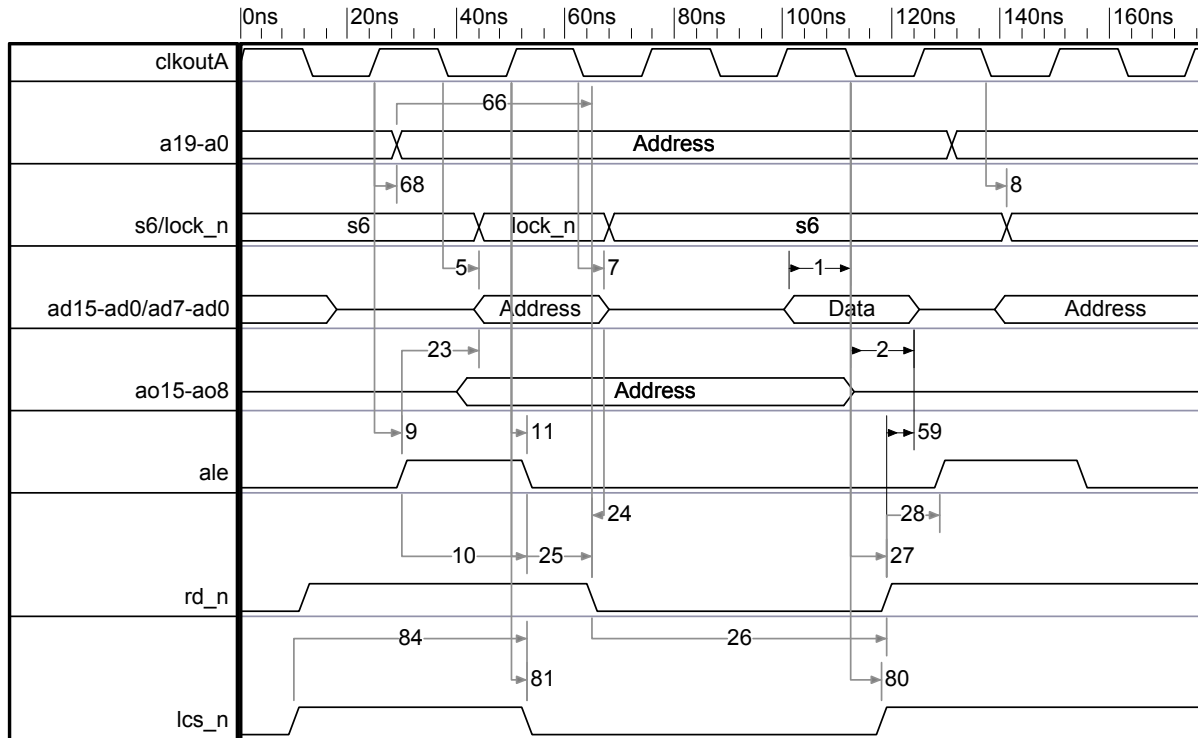 0ns 20ns 40ns 60ns 80ns 100ns 120ns 140ns 160ns
clkoutA
66
a19-a0 Address
68 8
s6/lock_n s6 lock_n s6
5 7 1
ad15-ad0/ad7-ad0 Address Data Address
23 2
ao15-ao8 Address
9 11 59
ale
24 28
10 25 27
rd_n
84 26
81 80
lcs_n